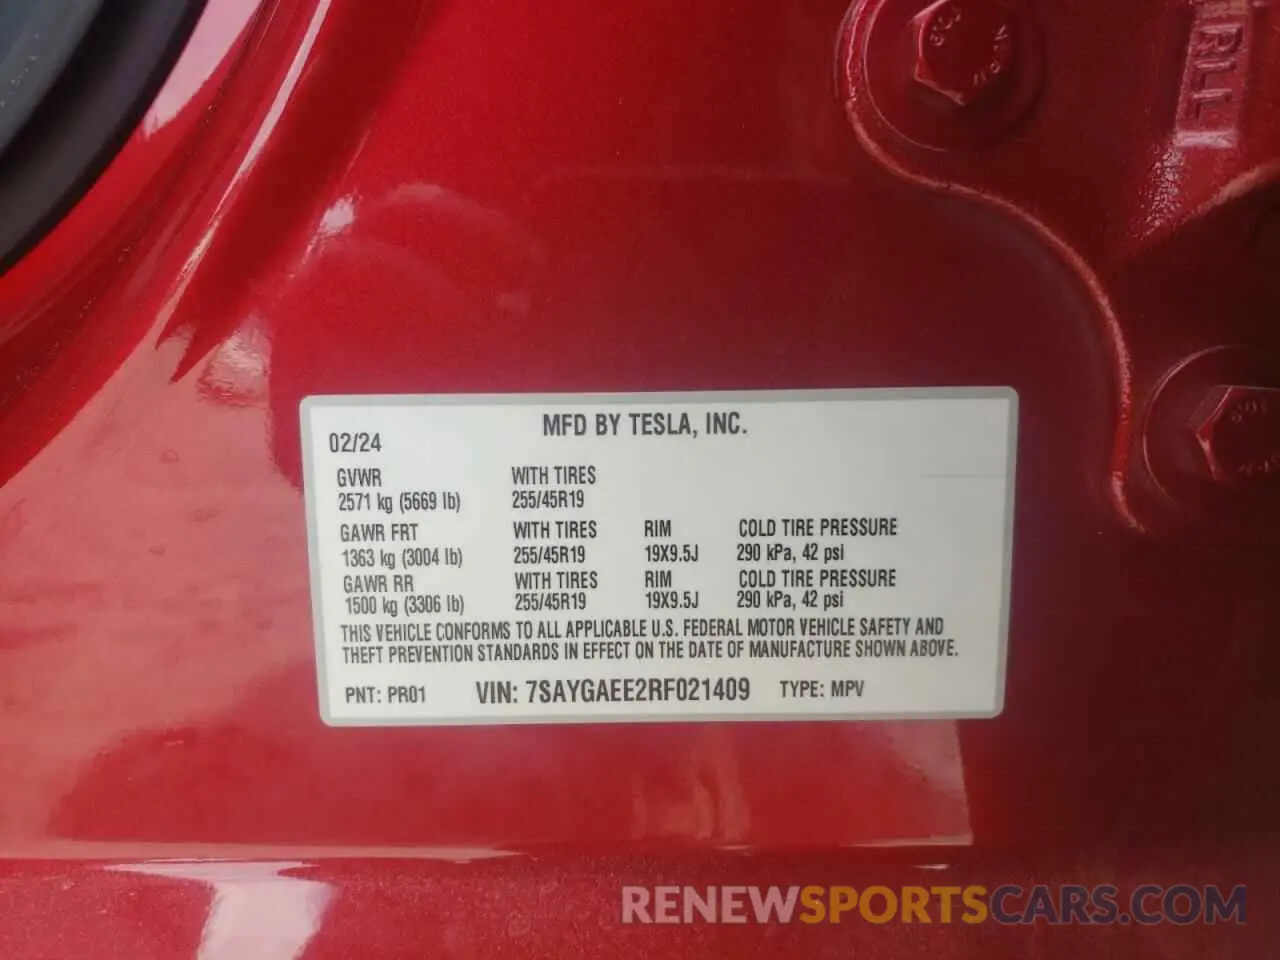 MFD BY TESLA, INC.
02/24
GVWR WITH TIRES
2571 kg (5669 lb) 255/45R19
GAWR FRT WITH TIRES RIM COLD TIRE PRESSURE
1363 kg (3004 lb) 255/45R19 19X9.5J 290 kPa, 42 psi
GAWR RR WITH TIRES RIM COLD TIRE PRESSURE
1500 kg (3306 lb) 255/45R19 19X9.5J 290 kPa, 42 psi
THIS VEHICLE CONFORMS TO ALL APPLICABLE U.S. FEDERAL MOTOR VEHICLE SAFETY AND
THEFT PREVENTION STANDARDS IN EFFECT ON THE DATE OF MANUFACTURE SHOWN ABOVE.
PNT: PR01 VIN: 7SAYGAEE2RF021409 TYPE: MPV
RENEWSPORTSCARS.COM